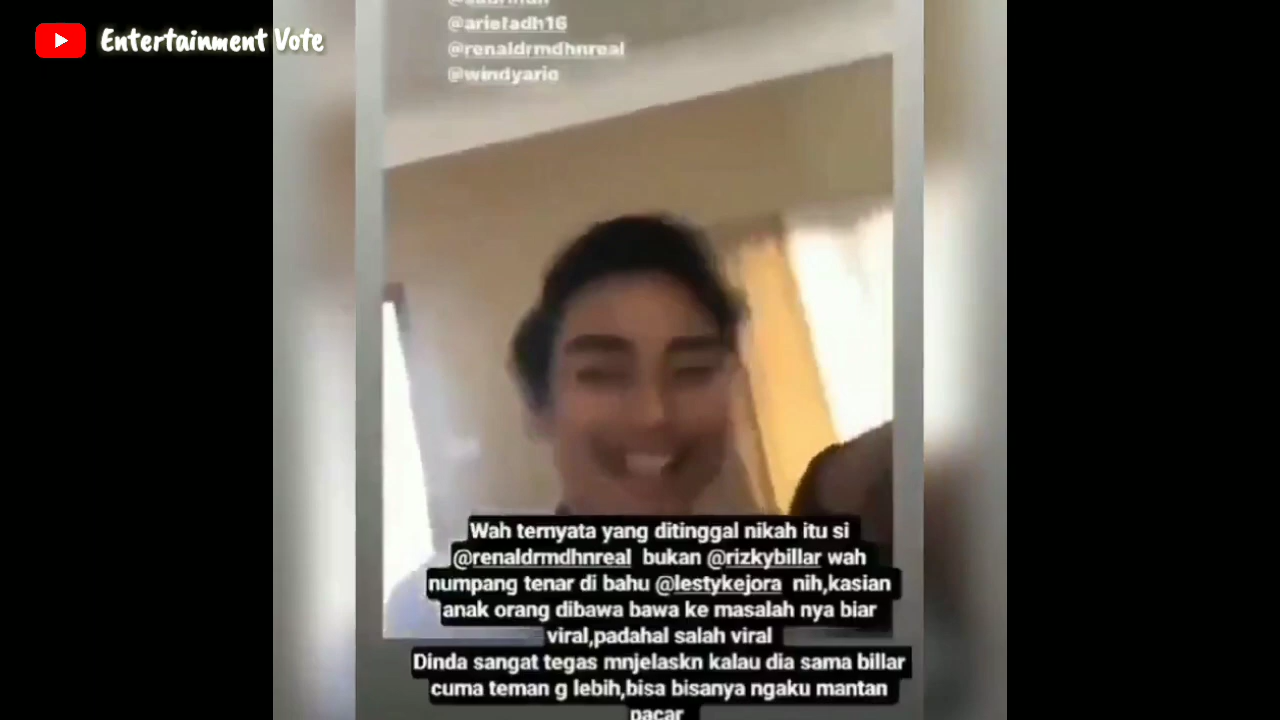 Entertainment Vote
@ariefadh16
@renaldrmdhnreal
@windyario
Wah ternyata yang ditinggal nikah itu si
@renaldrmdhnreal bukan @rizkybillar wah
numpang tenar di bahu @lestykejora nih,kasian
anak orang dibawa bawa ke masalah nya biar
viral,padahal salah viral
Dinda sangat tegas mnjelaskn kalau dia sama billar
cuma teman g lebih,bisa bisanya ngaku mantan
pacar